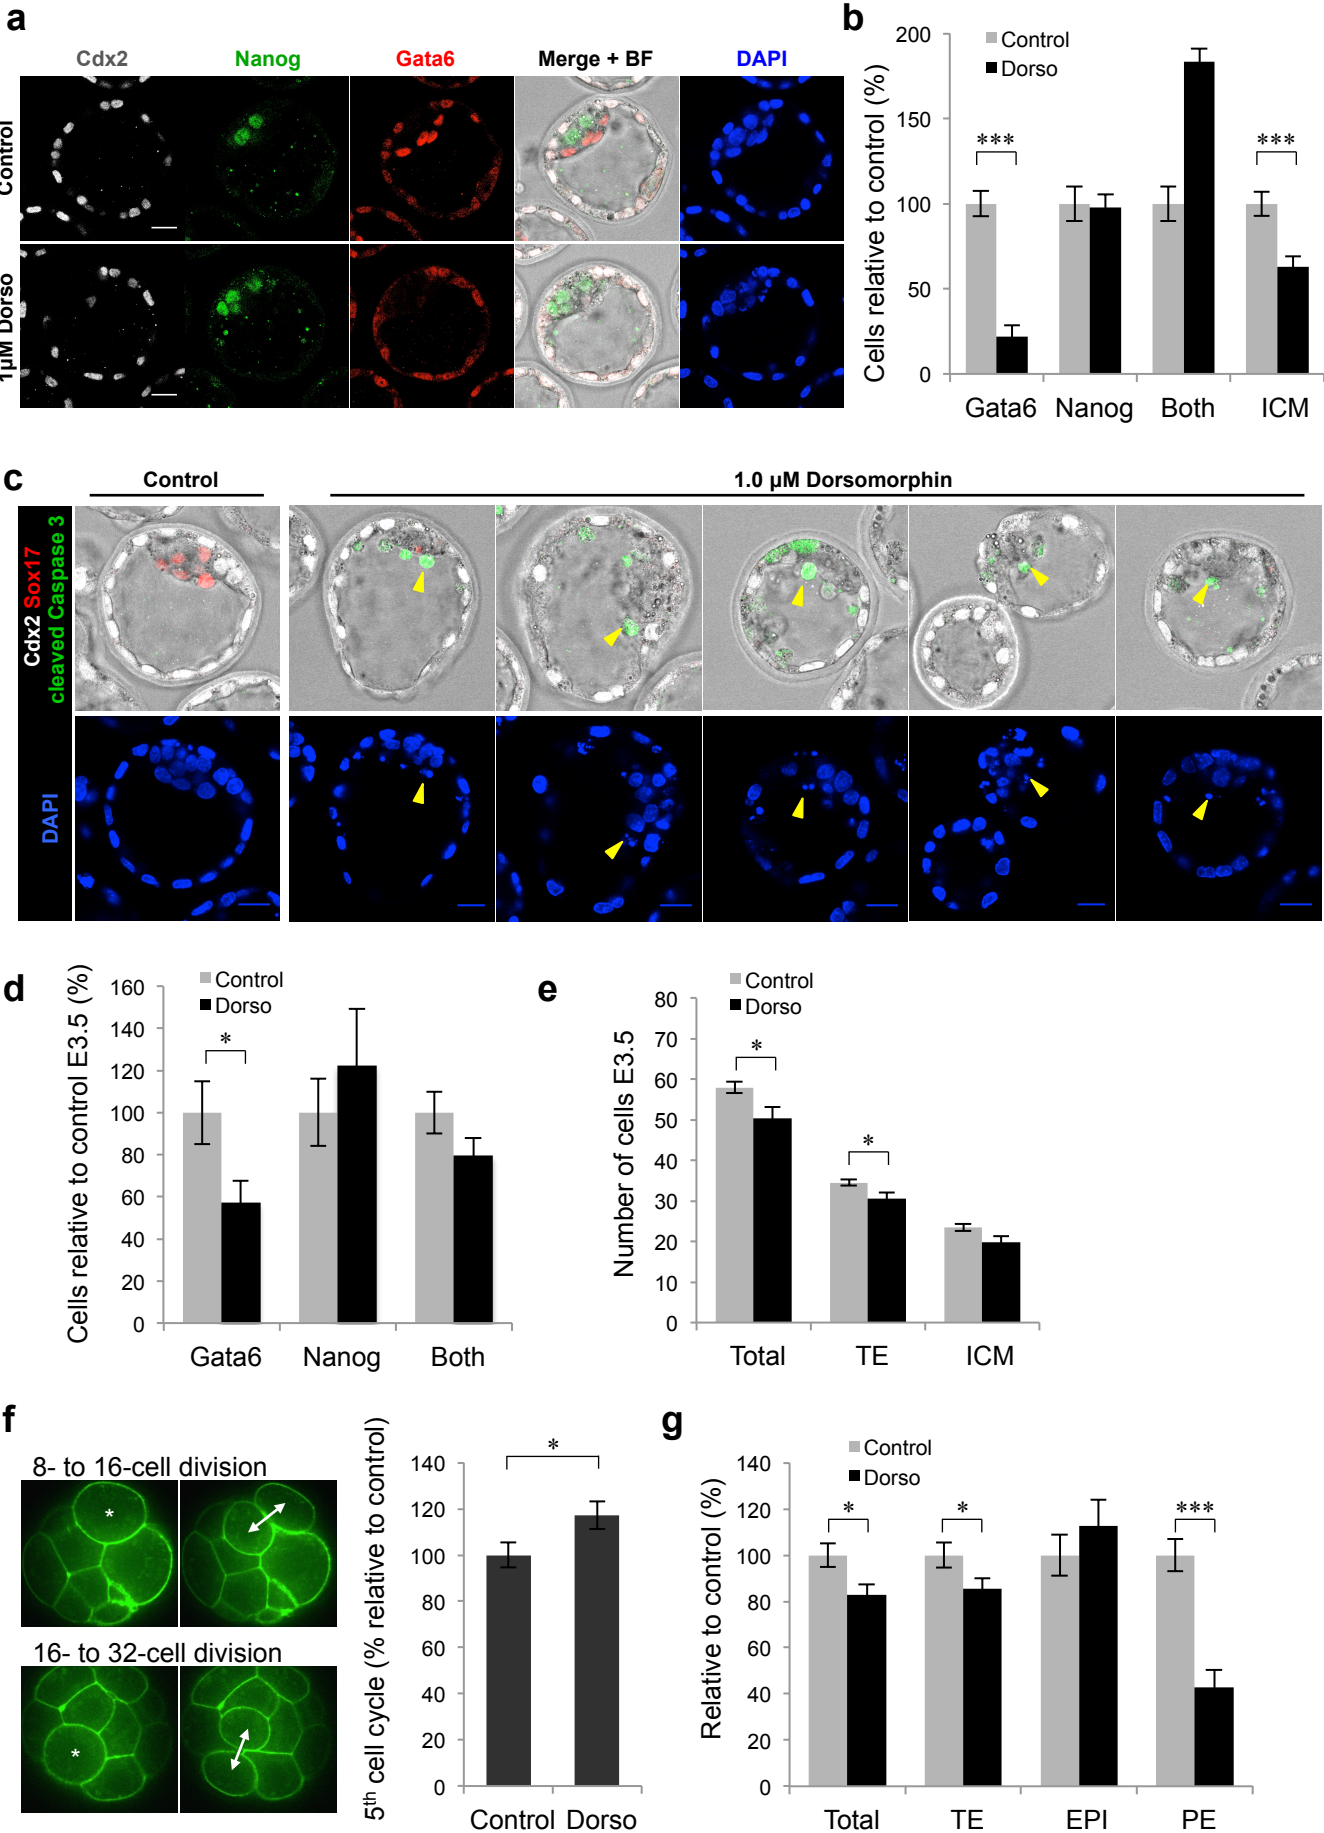 a
Cdx2 Nanog Gata6 Merge + BF DAPI
Control
1µM Dorso
b
Control
Dorso
Cells relative to control (%)
200
150
100
50
0
***
***
Gata6 Nanog Both ICM
c
Control
1.0 µM Dorsomorphin
Cdx2 Sox17
cleaved Caspase 3
DAPI
d
Control
Dorso
Cells relative to control E3.5 (%)
160
140
120
100
80
60
40
20
0
*
Gata6 Nanog Both
e
Control
Dorso
Number of cells E3.5
80
70
60
50
40
30
20
10
0
*
*
Total TE ICM
f
8- to 16-cell division
*
16- to 32-cell division
*
5th cell cycle (% relative to control)
140
120
100
80
60
40
20
0
*
Control Dorso
g
Control
Dorso
Relative to control (%)
140
120
100
80
60
40
20
0
*
*
***
Total TE EPI PE